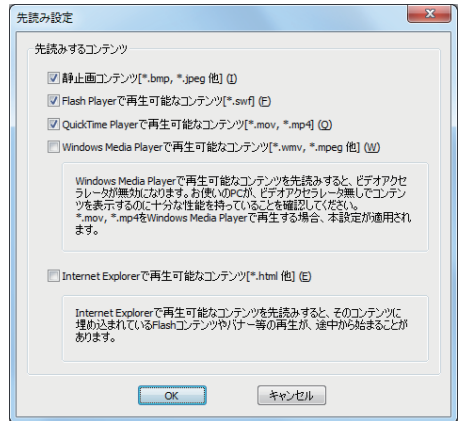 先読み設定
先読みするコンテンツ
静止画コンテンツ[*.bmp, *.jpeg 他] (I)
Flash Playerで再生可能なコンテンツ[*.swf] (F)
QuickTime Playerで再生可能なコンテンツ[*.mov, *.mp4] (Q)
Windows Media Playerで再生可能なコンテンツ[*.wmv, *.mpeg 他] (W)
Windows Media Playerで再生可能なコンテンツを先読みすると、ビデオアクセ
ラレータが無効になります。お使いのPCが、ビデオアクセラレータ無しでコンテン
ツを表示するのに十分な性能を持っていることを確認してください。
*.mov, *.mp4をWindows Media Playerで再生する場合、本設定が適用され
ます。
Internet Explorerで再生可能なコンテンツ[*.html 他] (E)
Internet Explorerで再生可能なコンテンツを先読みすると、そのコンテンツに
埋め込まれているFlashコンテンツやバナー等の再生が、途中から始まることが
あります。
OK
キャンセル